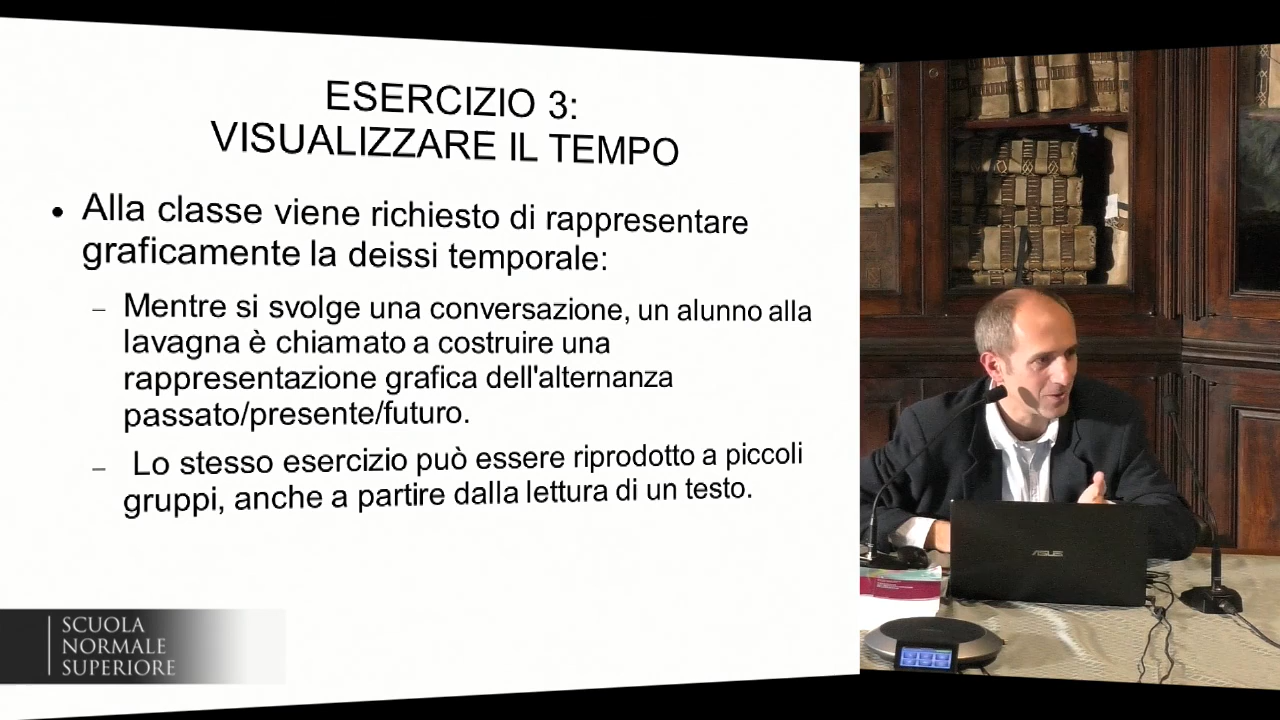 ESERCIZIO 3:
VISUALIZZARE IL TEMPO
• Alla classe viene richiesto di rappresentare
graficamente la deissi temporale:
– Mentre si svolge una conversazione, un alunno alla
lavagna è chiamato a costruire una
rappresentazione grafica dell'alternanza
passato/presente/futuro.
– Lo stesso esercizio può essere riprodotto a piccoli
gruppi, anche a partire dalla lettura di un testo.
SCUOLA
NORMALE
SUPERIORE
ASUS